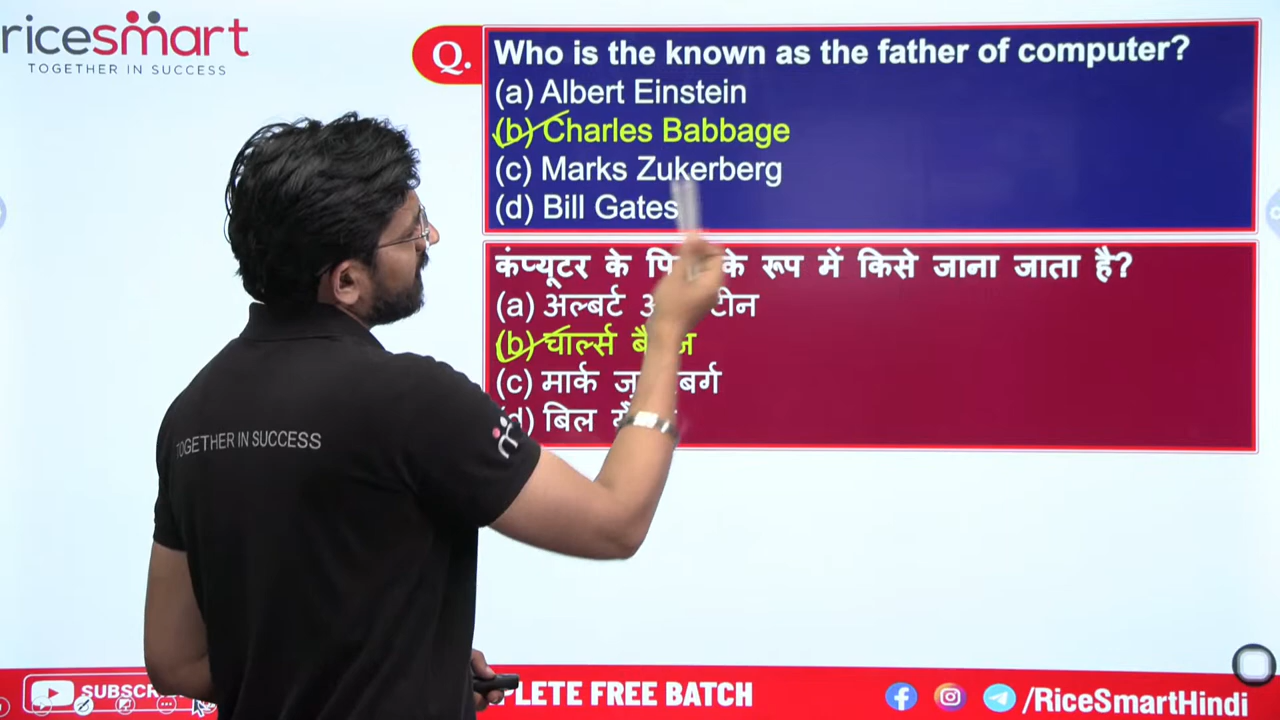 ricesmart
TOGETHER IN SUCCESS
Q.
Who is the known as the father of computer?
(a) Albert Einstein
(b) Charles Babbage
(c) Marks Zukerberg
(d) Bill Gates
कंप्यूटर के के रूप में किसे जाना जाता है?
(a) अल्बर्ट
(b) चार्ल्स
(c) मार्क
(d) बिल
TOGETHER IN SUCCESS
FREE BATCH
/RiceSmartHindi